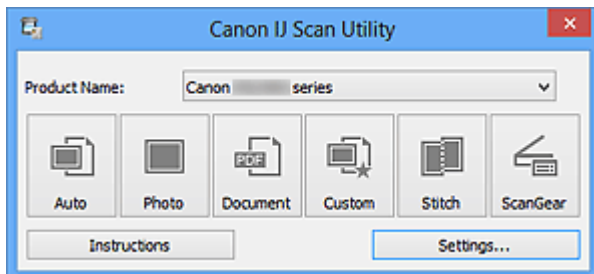 Canon IJ Scan Utility
Product Name: Canon series
PDF
Auto Photo Document Custom Stitch ScanGear
Instructions Settings...